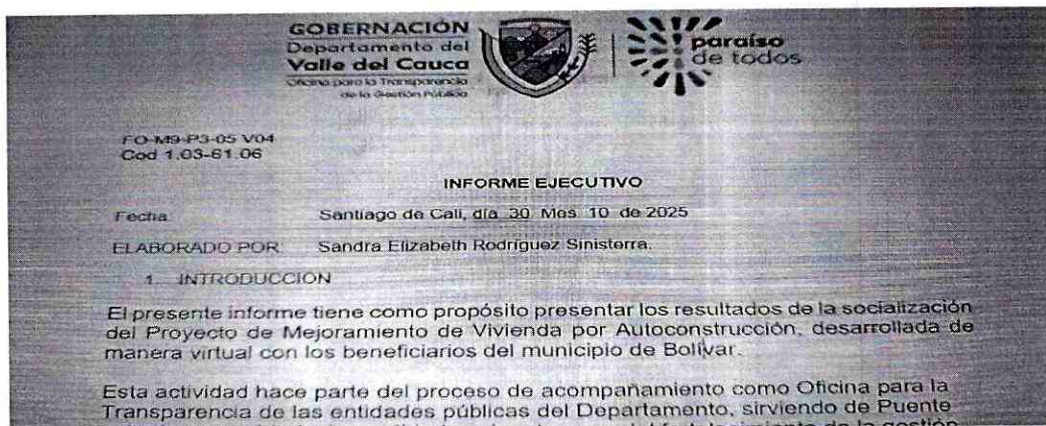 GOBERNACIÓN
Departamento del
Valle del Cauca
Oficina para la Transparencia
de la Gestión Pública
paraíso
de todos
FO-M9-P3-05 V04
Cod 1.03-61.06
INFORME EJECUTIVO
Fecha: Santiago de Cali, día 30 Mes 10 de 2025
ELABORADO POR: Sandra Elizabeth Rodríguez Sinisterra.
1. INTRODUCCION
El presente informe tiene como propósito presentar los resultados de la socialización
del Proyecto de Mejoramiento de Vivienda por Autoconstrucción, desarrollada de
manera virtual con los beneficiarios del municipio de Bolívar.
Esta actividad hace parte del proceso de acompañamiento como Oficina para la
Transparencia de las entidades públicas del Departamento, sirviendo de Puente
fortalecimiento de la gestión